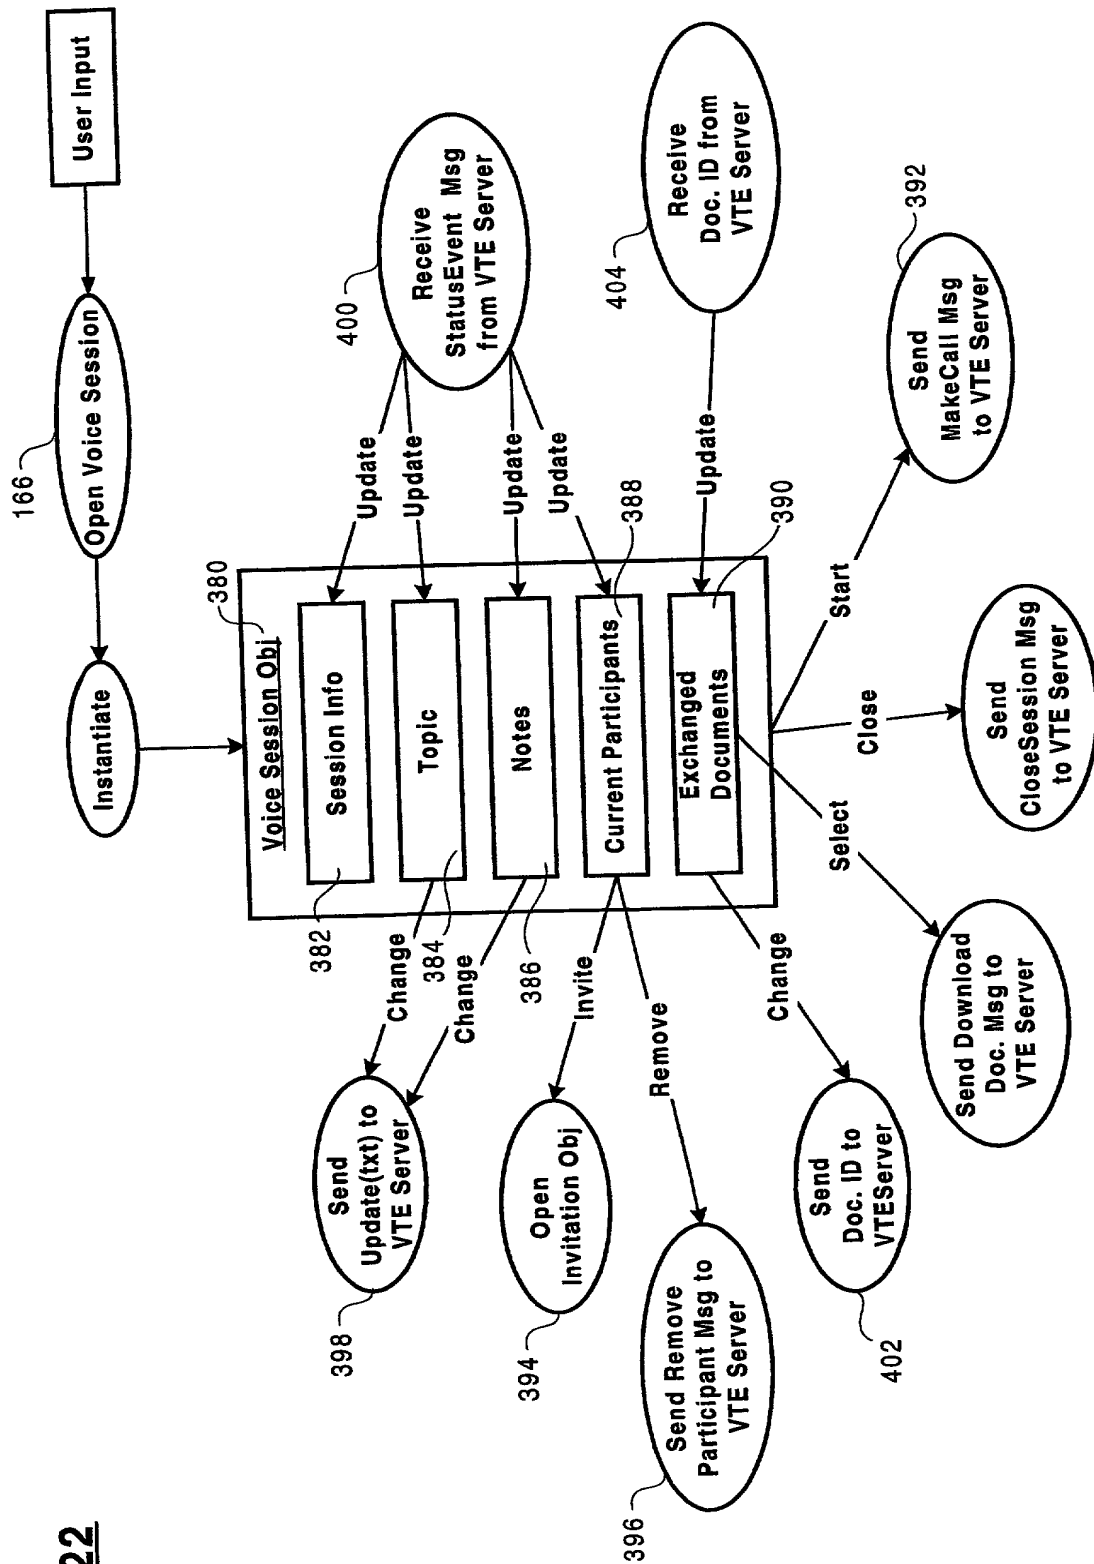 User Input
166
Open Voice Session
Instantiate
380
Voice Session Obj
Session Info
382
Topic
384
Notes
386
Current Participants
388
Exchanged
Documents
390
Update
Update
Update
Update
400
Receive
StatusEvent Msg
from VTE Server
Update
404
Receive
Doc. ID from
VTE Server
Change
Change
398
Send
Update(txt) to
VTE Server
Invite
394
Open
Invitation Obj
Remove
396
Send Remove
Participant Msg to
VTE Server
Change
402
Send
Doc. ID to
VTEServer
Select
Send Download
Doc. Msg to
VTE Server
Close
Send
CloseSession Msg
to VTE Server
Start
392
Send
MakeCall Msg
to VTE Server
22